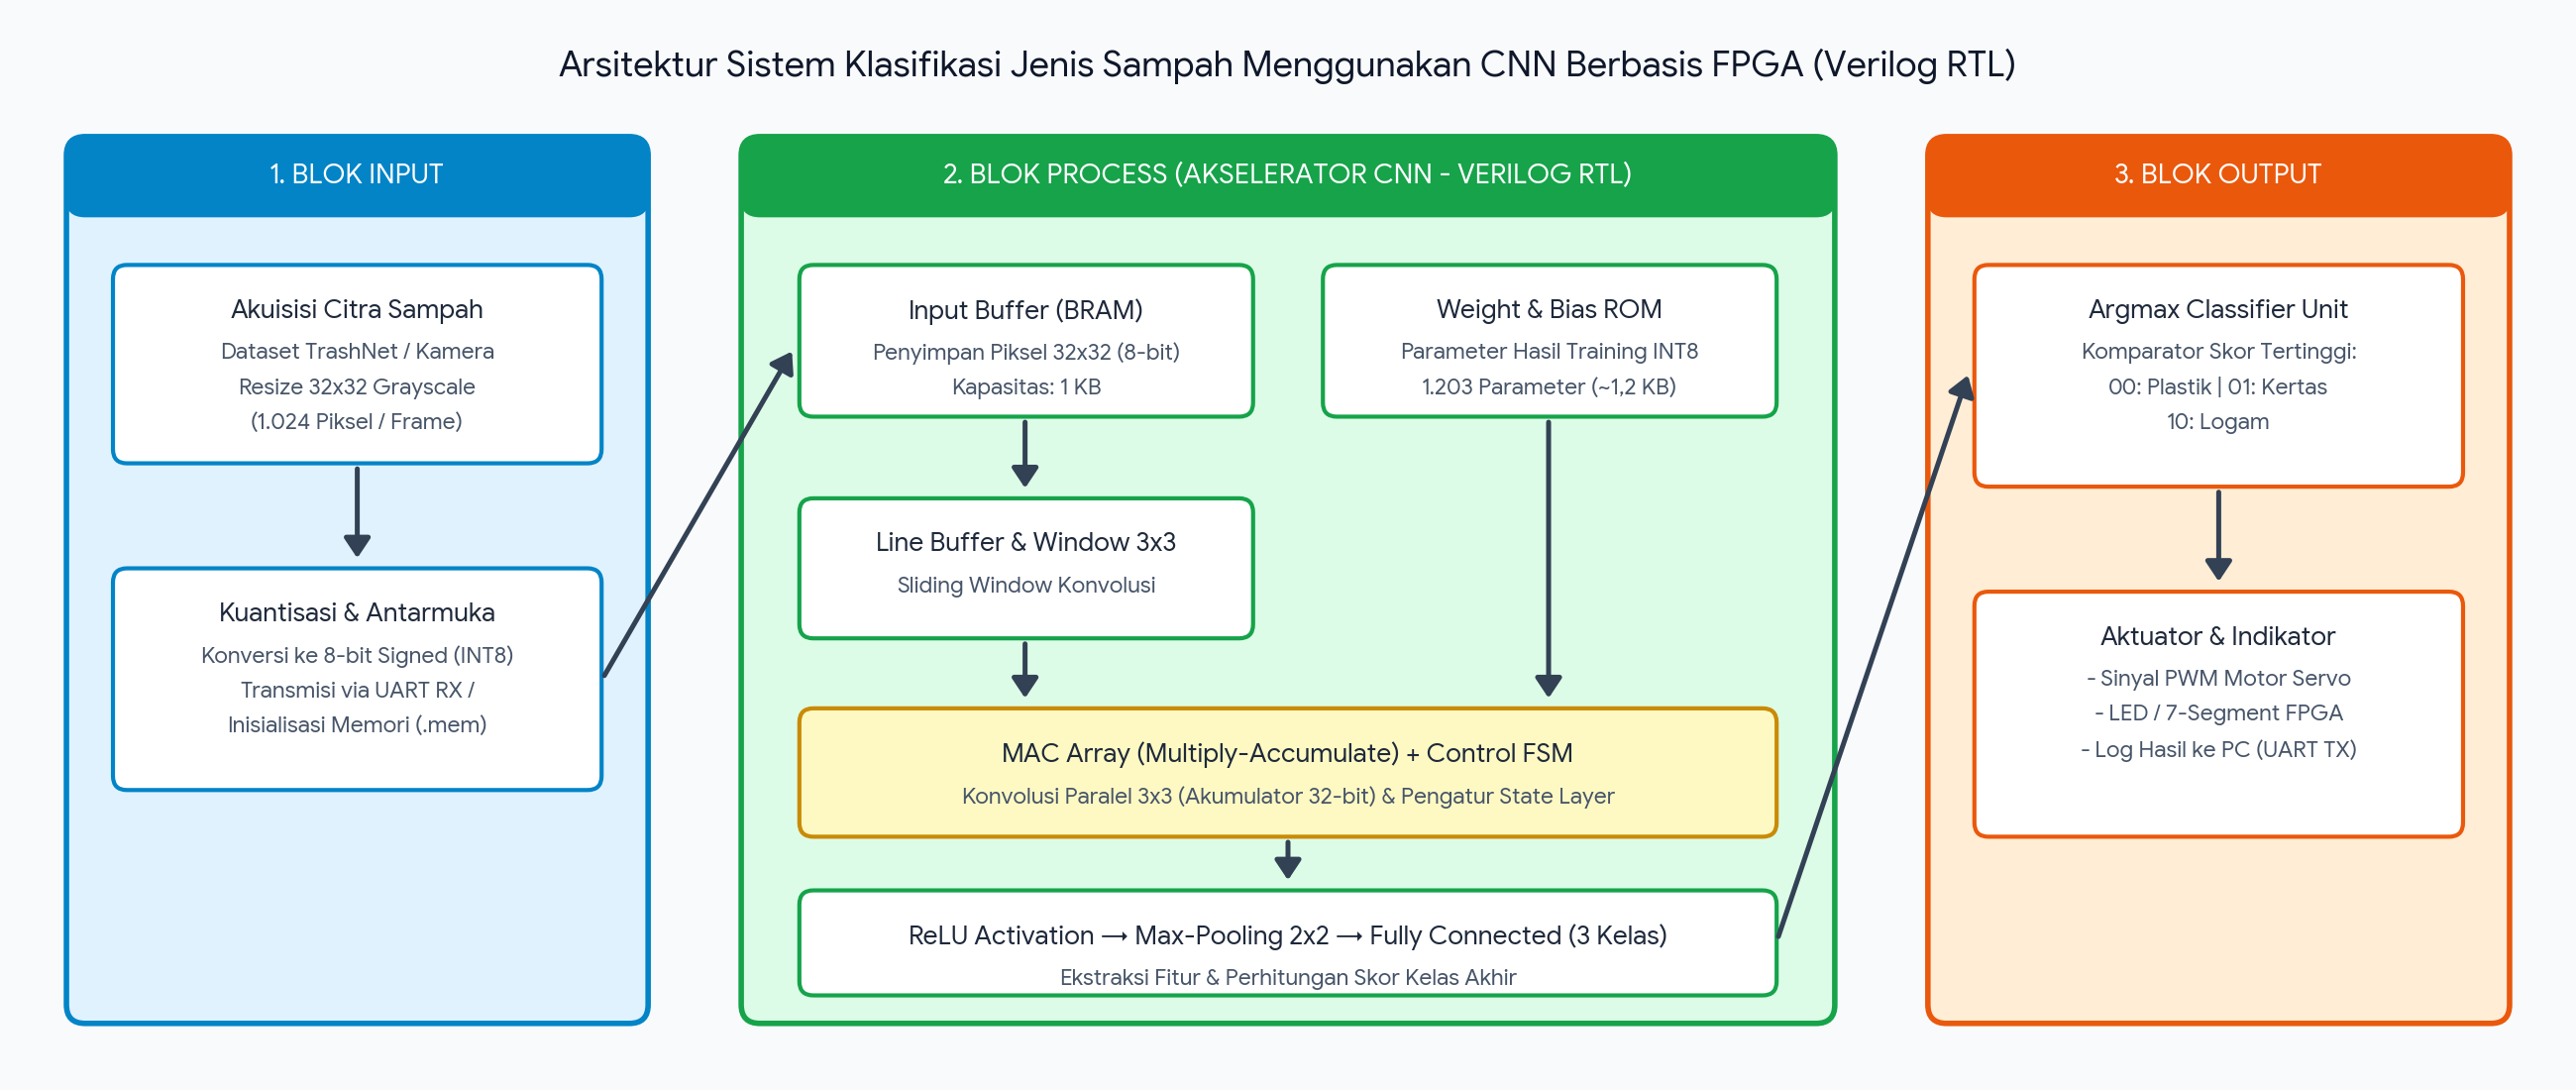 Arsitektur Sistem Klasifikasi Jenis Sampah Menggunakan CNN Berbasis FPGA (Verilog RTL)
1. BLOK INPUT
Akuisisi Citra Sampah
Dataset TrashNet / Kamera
Resize 32x32 Grayscale
(1.024 Piksel / Frame)
Kuantisasi & Antarmuka
Konversi ke 8-bit Signed (INT8)
Transmisi via UART RX /
Inisialisasi Memori (.mem)
2. BLOK PROCESS (AKSELERATOR CNN - VERILOG RTL)
Input Buffer (BRAM)
Penyimpan Piksel 32x32 (8-bit)
Kapasitas: 1 KB
Weight & Bias ROM
Parameter Hasil Training INT8
1.203 Parameter (~1,2 KB)
Line Buffer & Window 3x3
Sliding Window Konvolusi
MAC Array (Multiply-Accumulate) + Control FSM
Konvolusi Paralel 3x3 (Akumulator 32-bit) & Pengatur State Layer
ReLU Activation → Max-Pooling 2x2 → Fully Connected (3 Kelas)
Ekstraksi Fitur & Perhitungan Skor Kelas Akhir
3. BLOK OUTPUT
Argmax Classifier Unit
Komparator Skor Tertinggi:
00: Plastik | 01: Kertas
10: Logam
Aktuator & Indikator
- Sinyal PWM Motor Servo
- LED / 7-Segment FPGA
- Log Hasil ke PC (UART TX)